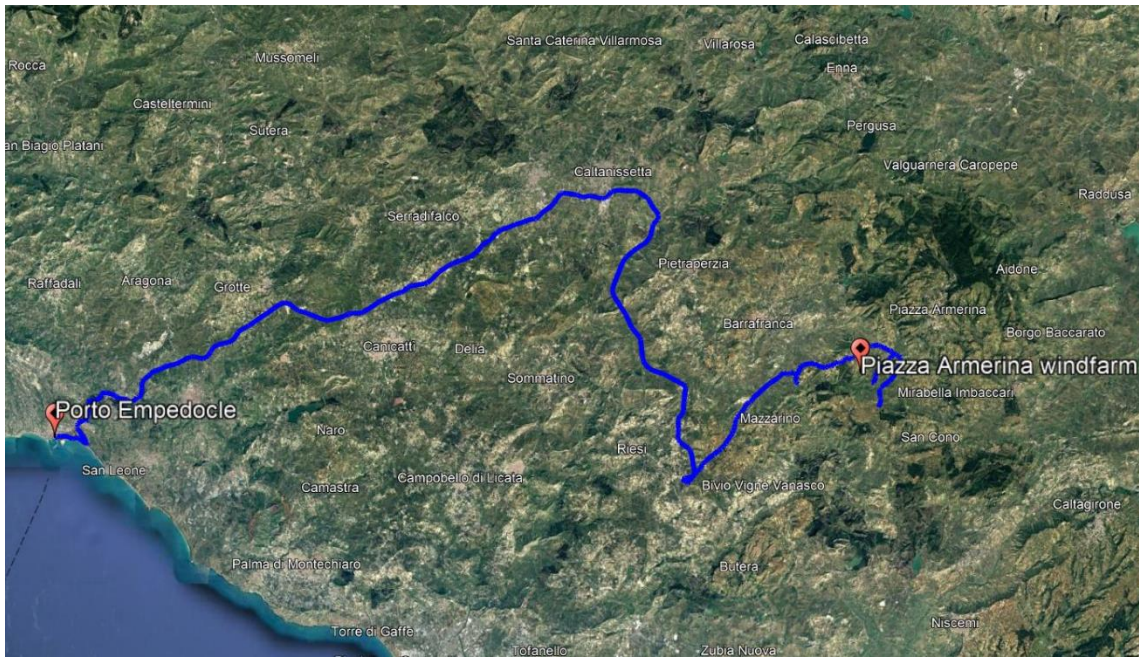 Santa Caterina Villarmosa
Villarosa
Calascibetta
Mussomeli
Rocca
Enna
Casteltermini
Sutera
Pergusa
an Biagio Platani
Valguarnera Caropepe
Caltanissetta
Raddusa
Serradifalco
Pietraperzia
Aidone
Raffadali
Aragona
Grotte
Piazza Armerina
Barrafranca
Borgo Baccarato
Canicattì
Delia
Piazza Armerina windfarm
Sommatino
Mirabella Imbaccari
Porto Empedocle
Mazzarino
Naro
San Cono
Riesi
San Leone
Campobello di Licata
Camastra
Bivio Vigne Vanasco
Caltagirone
Palma di Montechiaro
Butera
Niscemi
Torre di Gaffe
Tofanello
Zubia Nuova